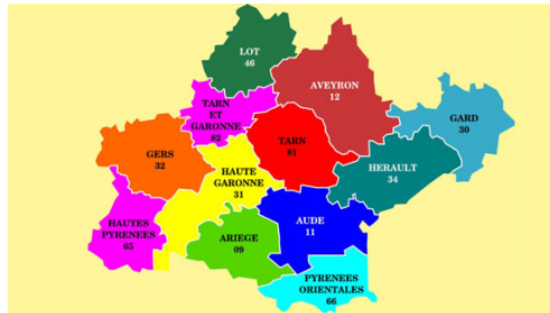 LOT
46
AVEYRON
12
TARN
ET
GARONNE
82
GARD
30
TARN
81
GERS
32
HERAULT
34
HAUTE
GARONNE
31
HAUTES
PYRENEES
65
ARIEGE
09
AUDE
11
PYRENEES
ORIENTALES
66